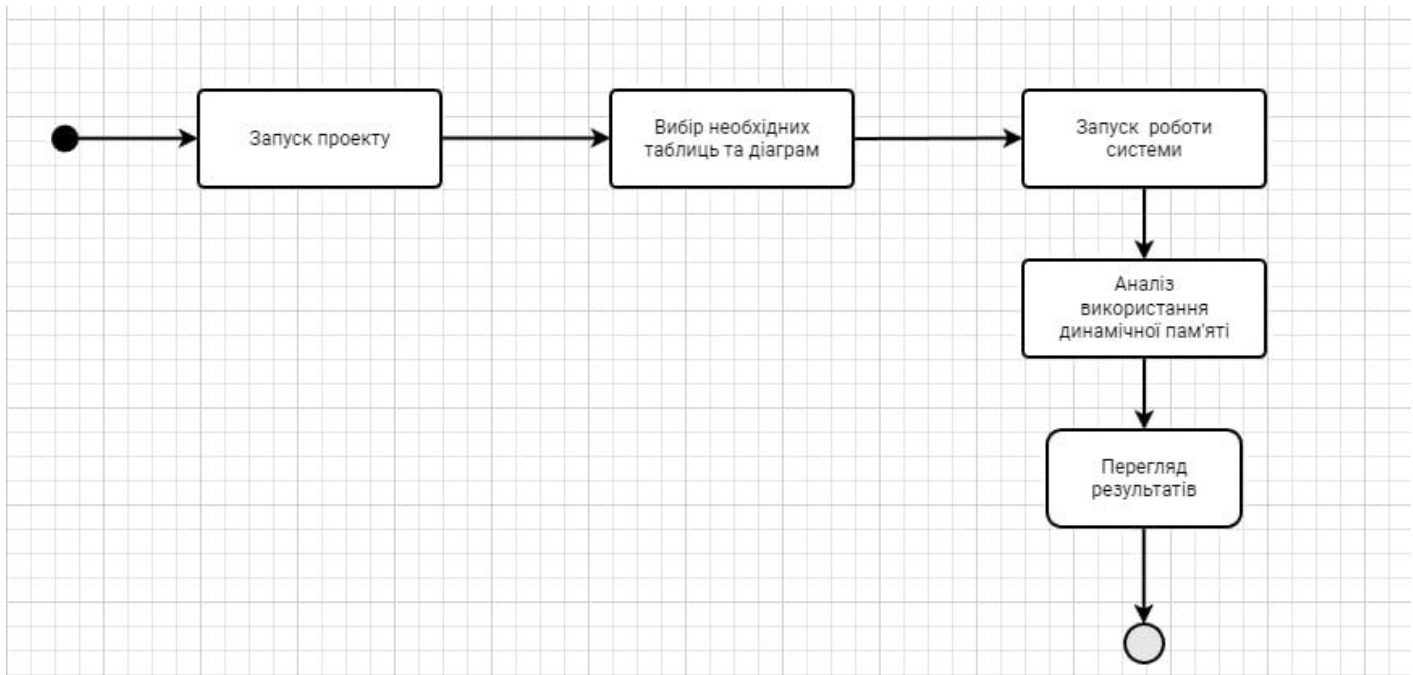 Запуск проекту
Вибір необхідних
таблиць та діаграм
Запуск роботи
системи
Аналіз
використання
динамічної пам'яті
Перегляд
результатів